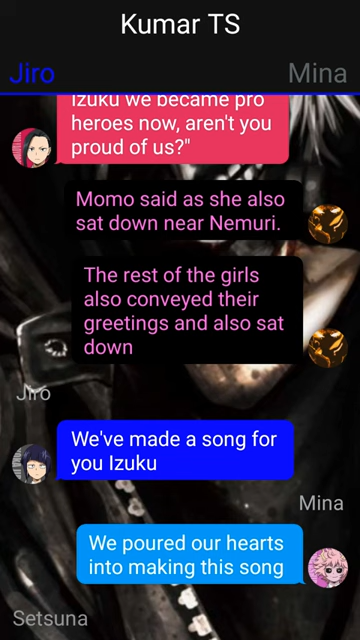 Kumar TS
Jiro
Mina
Izuku we became pro
heroes now, aren't you
proud of us?"
Momo said as she also
sat down near Nemuri.
The rest of the girls
also conveyed their
greetings and also sat
down
Jiro
We've made a song for
you Izuku
Mina
We poured our hearts
into making this song
Setsuna